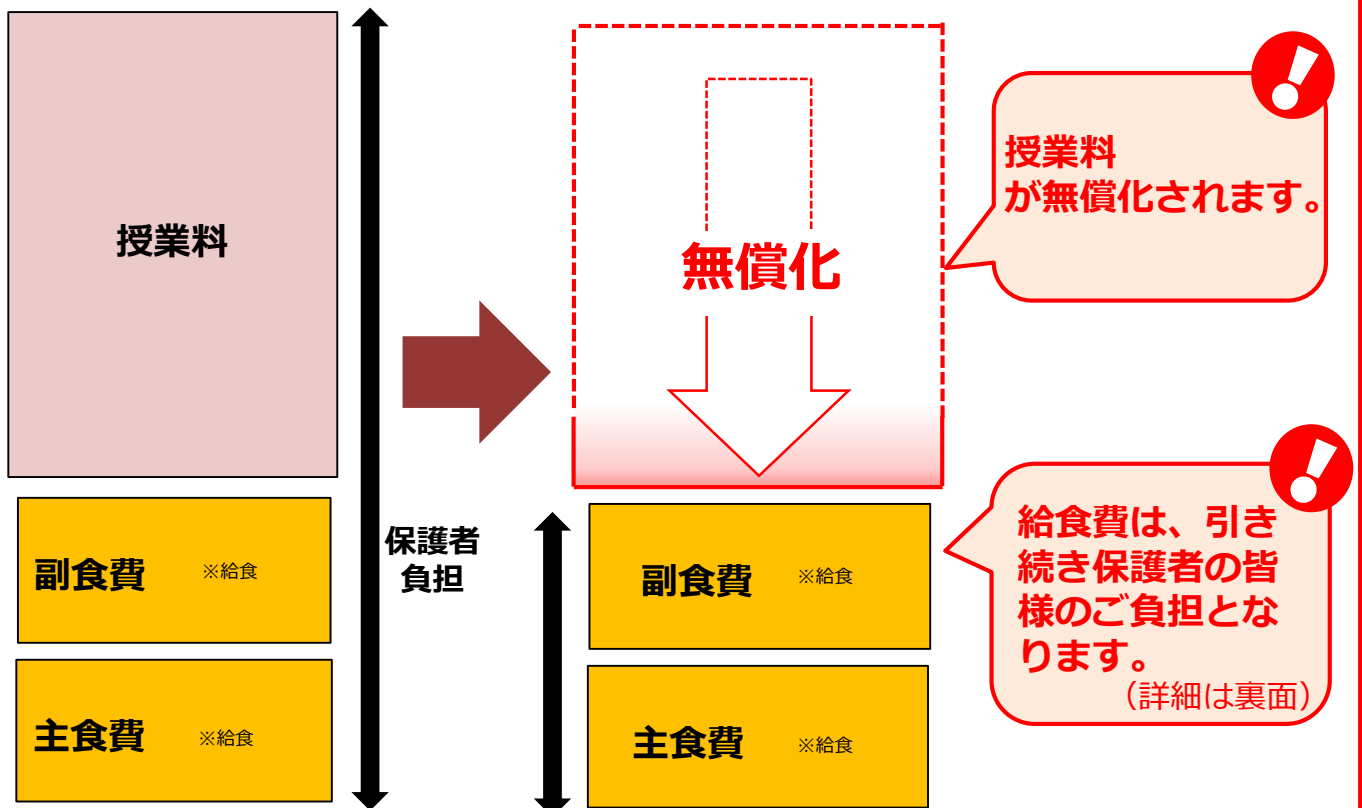 授業料
副食費 ※給食
主食費 ※給食
保護者
負担
無償化
副食費 ※給食
主食費 ※給食
授業料
が無償化されます。
給食費は、引き
続き保護者の皆
様のご負担とな
ります。
（詳細は裏面）